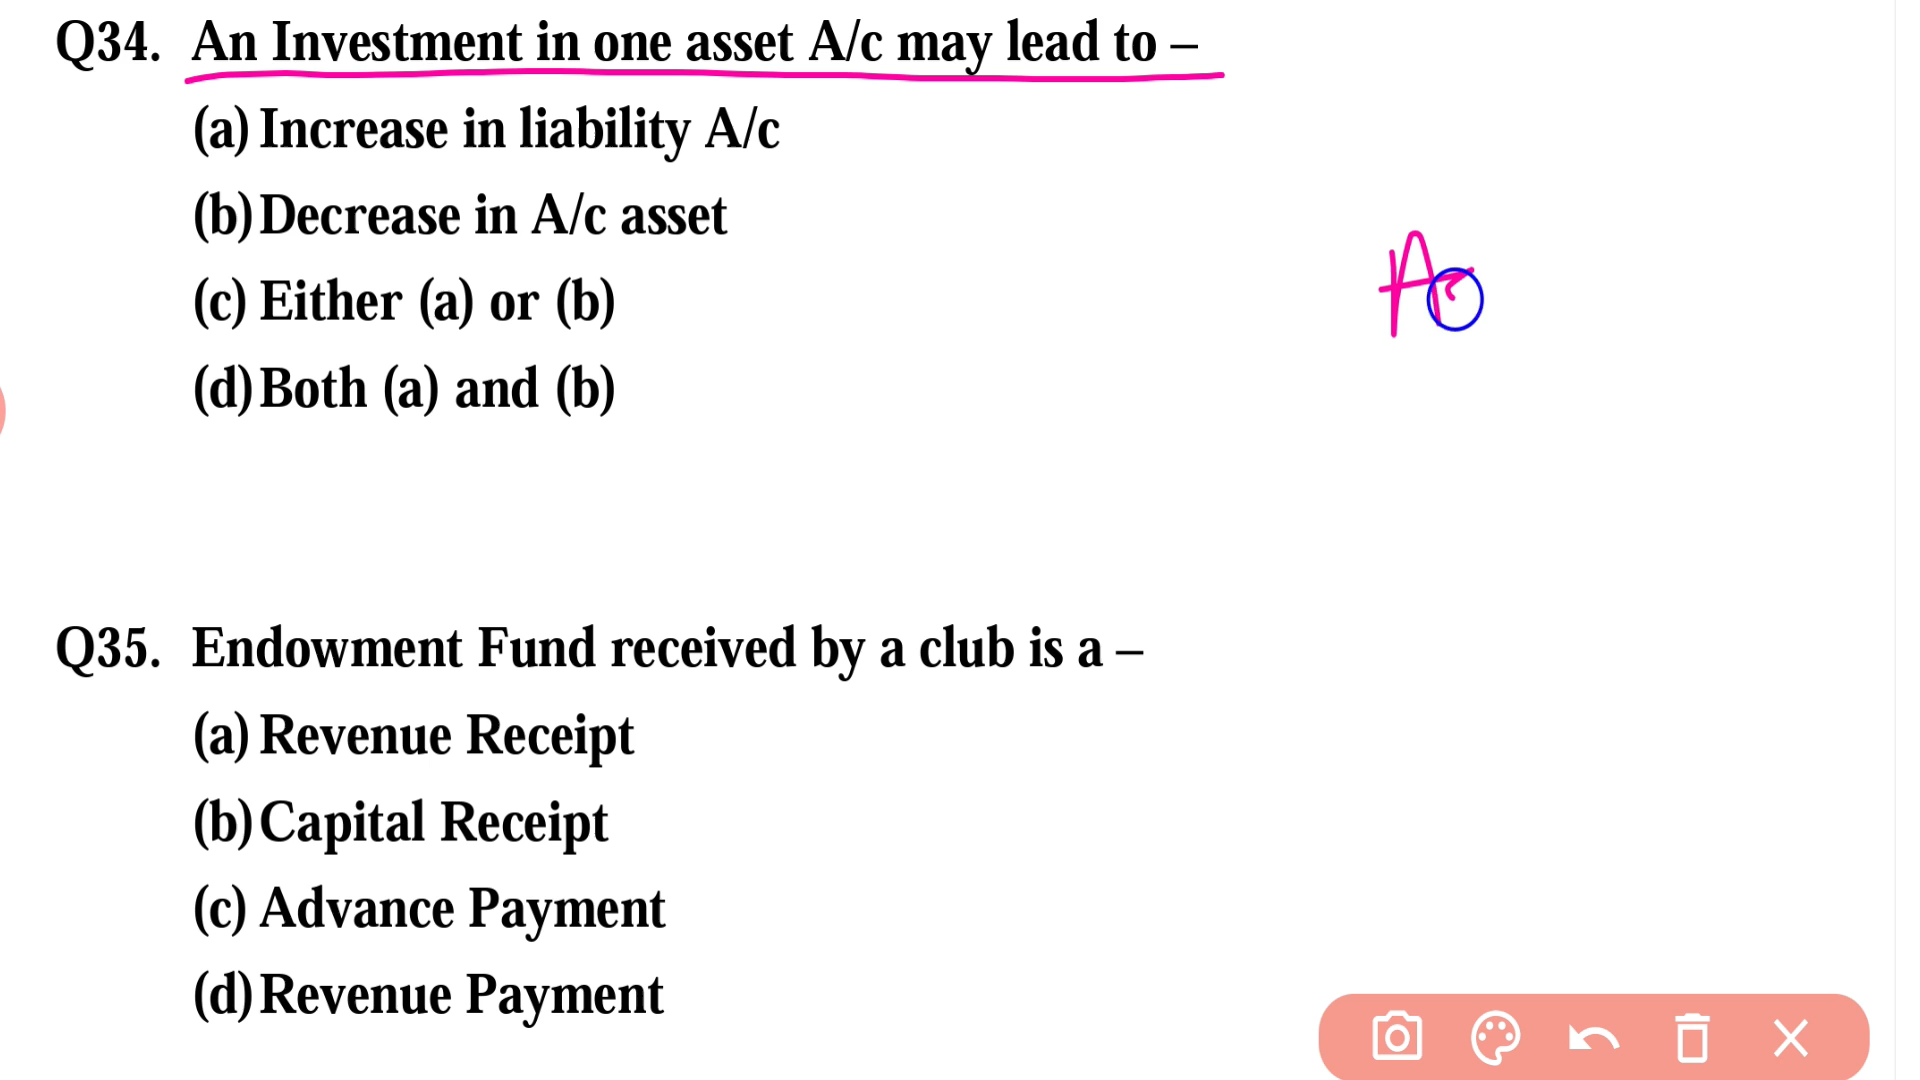 Q34. An Investment in one asset A/c may lead to –
(a) Increase in liability A/c
(b) Decrease in A/c asset
(c) Either (a) or (b)
(d) Both (a) and (b)
Q35. Endowment Fund received by a club is a –
(a) Revenue Receipt
(b) Capital Receipt
(c) Advance Payment
(d) Revenue Payment